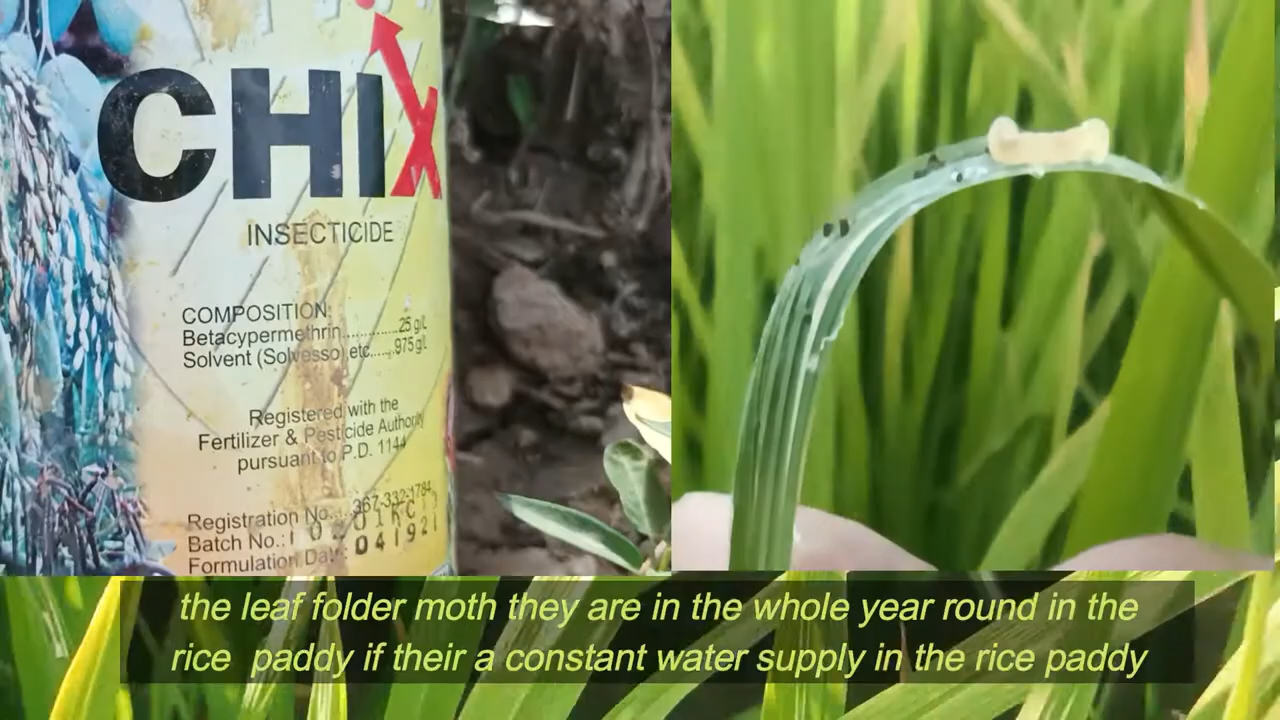 CHIX
INSECTICIDE
COMPOSITION:
Betacypermethrin..............25 g/L
Solvent (Solvesso) etc.......975 g/L
Registered with the
Fertilizer & Pesticide Authority
pursuant to P.D. 1144
Registration No....: 367-332-1784
Batch No.:
Formulation Date: 041921
the leaf folder moth they are in the whole year round in the
rice paddy if their a constant water supply in the rice paddy